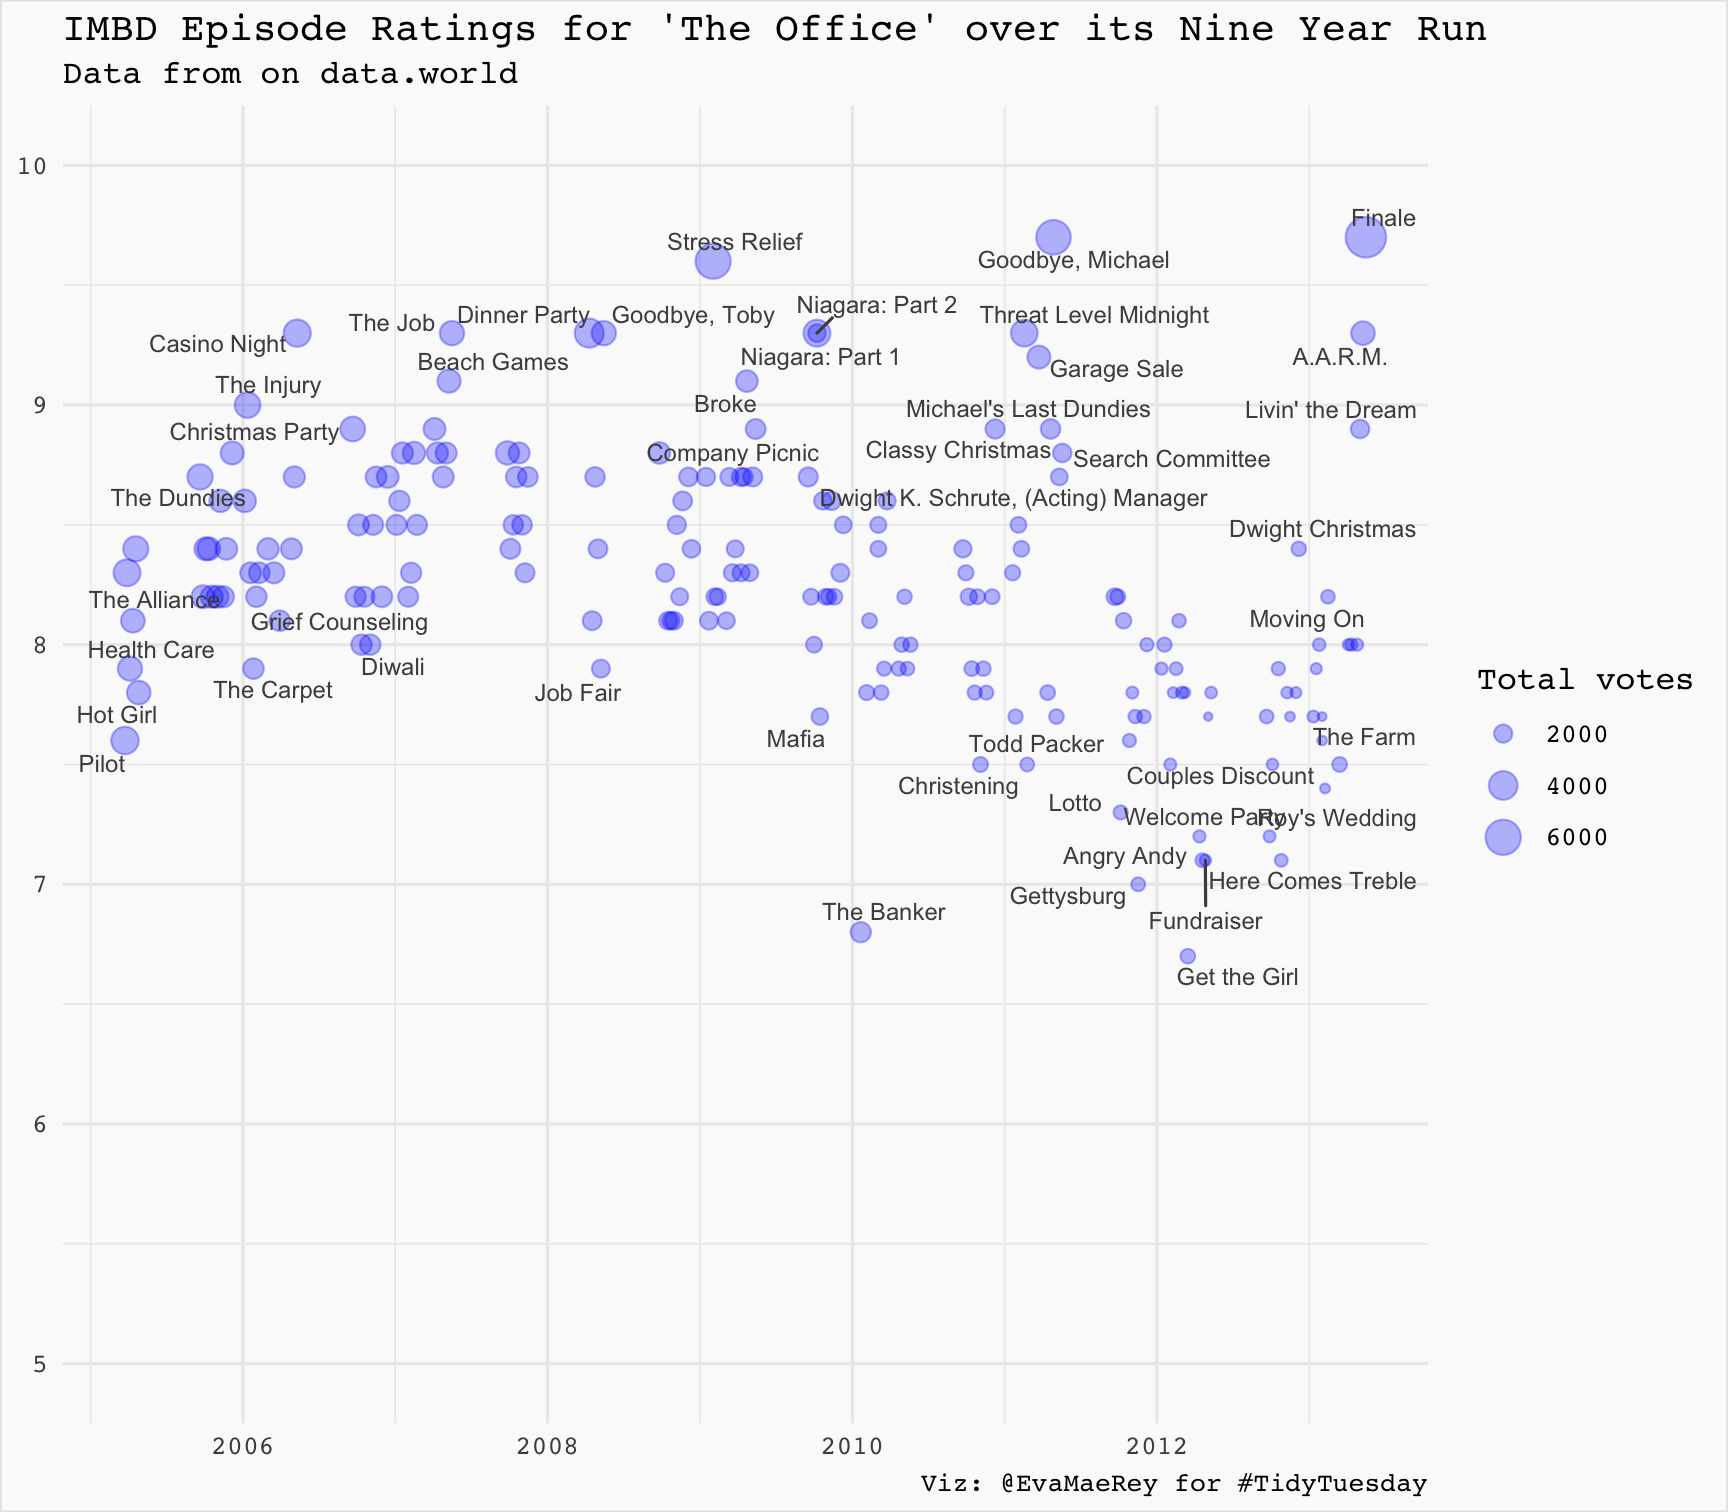 IMBD Episode Ratings for 'The Office' over its Nine Year Run
Data from on data.world
10
Finale
Stress Relief
Goodbye, Michael
Niagara: Part 2
The Job
Dinner Party
Goodbye, Toby
Threat Level Midnight
Casino Night
Beach Games
Niagara: Part 1
A.A.R.M.
Garage Sale
The Injury
9
Broke
Michael's Last Dundies
Livin' the Dream
Christmas Party
Company Picnic
Classy Christmas
Search Committee
The Dundies
Dwight K. Schrute, (Acting) Manager
Dwight Christmas
The Alliance
Grief Counseling
Moving On
8
Health Care
Diwali
The Carpet
Job Fair
Hot Girl
Mafia
Todd Packer
The Farm
Pilot
Christening
Couples Discount
Lotto
Welcome Party
Roy's Wedding
Angry Andy
7
Here Comes Treble
Gettysburg
The Banker
Fundraiser
Get the Girl
6
5
2006
2008
2010
2012
Total votes
2000
4000
6000
Viz: @EvaMaeRey for #TidyTuesday